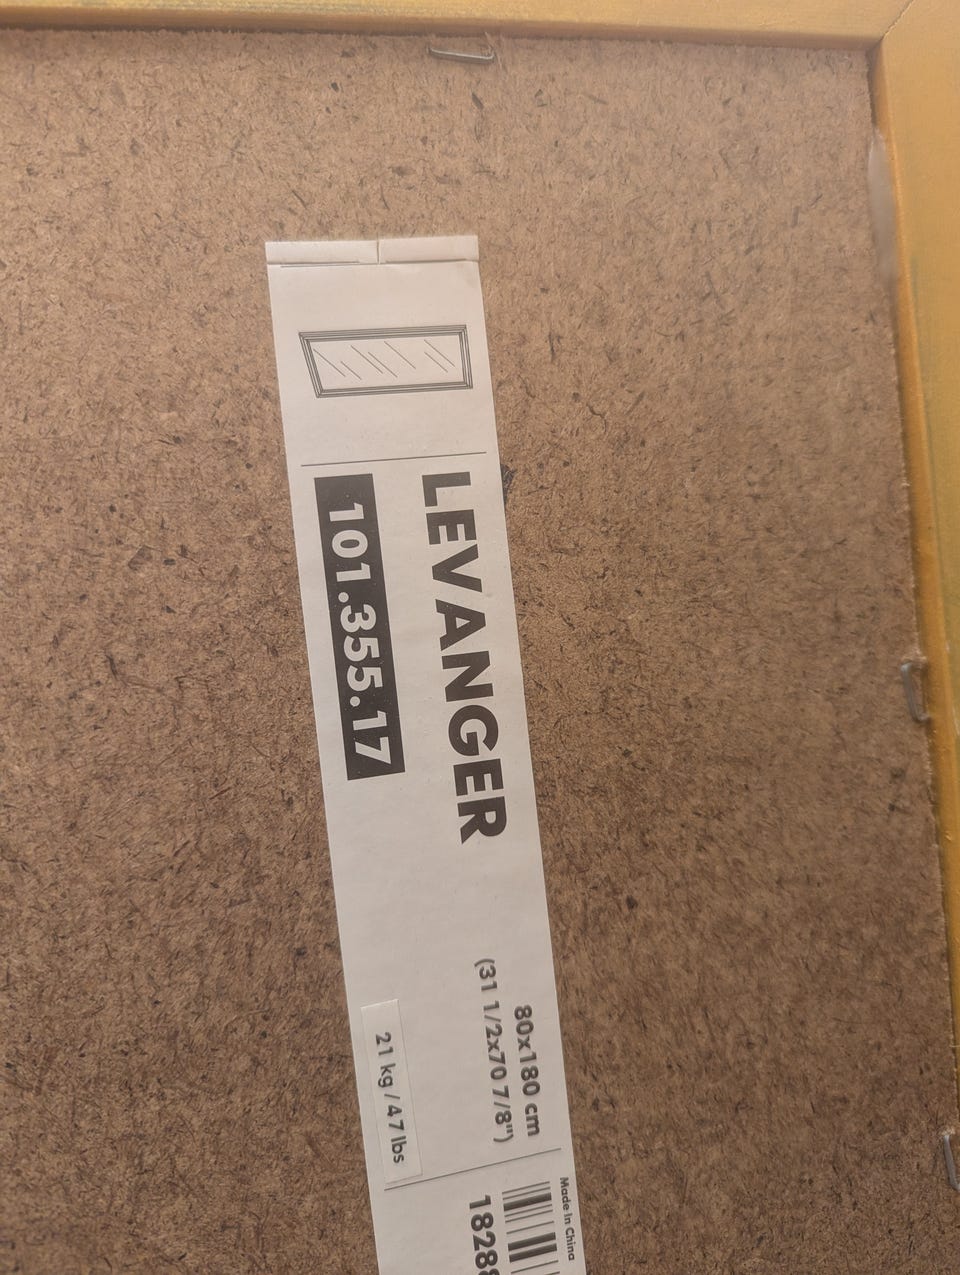 LEVANGER
101.355.17
80x180 cm
(31 1/2x70 7/8")
21 kg / 47 lbs
Made In China